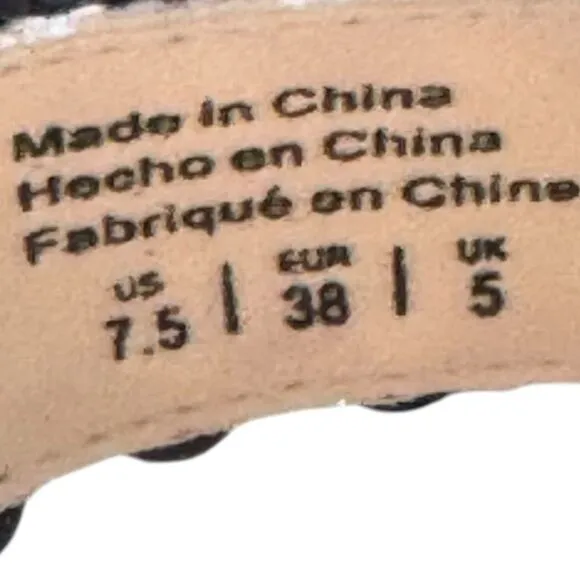 Made in China
Hecho en China
Fabriqué en Chine
US | EUR | UK
7.5 | 38 | 5